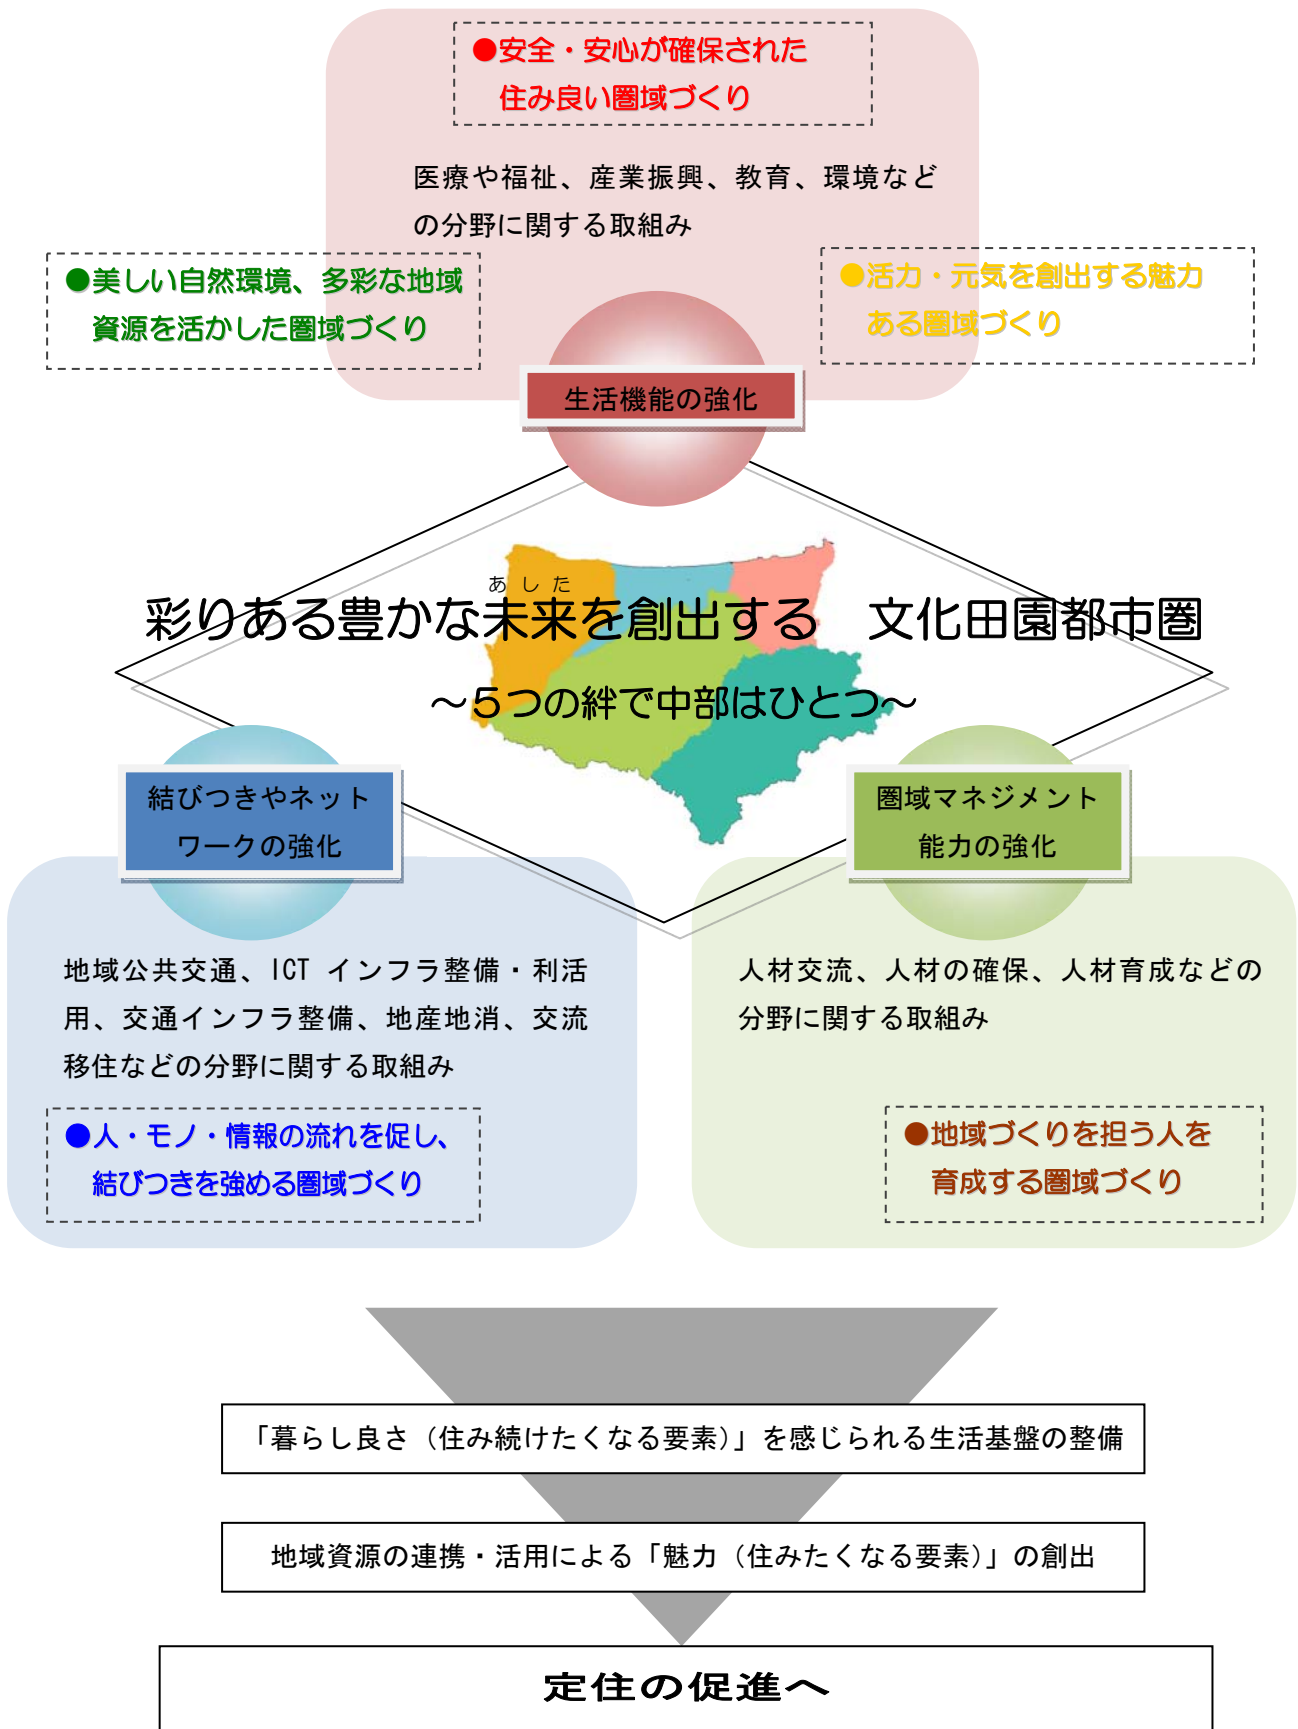 ●安全・安心が確保された
住み良い圏域づくり
医療や福祉、産業振興、教育、環境など
の分野に関する取組み
●美しい自然環境、多彩な地域
資源を活かした圏域づくり
●活力・元気を創出する魅力
ある圏域づくり
生活機能の強化
あした
彩りある豊かな未来を創出する　文化田園都市圏
～５つの絆で中部はひとつ～
結びつきやネット
ワークの強化
圏域マネジメント
能力の強化
地域公共交通、ICT インフラ整備・利活
用、交通インフラ整備、地産地消、交流
移住などの分野に関する取組み
●人・モノ・情報の流れを促し、
結びつきを強める圏域づくり
人材交流、人材の確保、人材育成などの
分野に関する取組み
●地域づくりを担う人を
育成する圏域づくり
「暮らし良さ（住み続けたくなる要素）」を感じられる生活基盤の整備
地域資源の連携・活用による「魅力（住みたくなる要素）」の創出
定住の促進へ